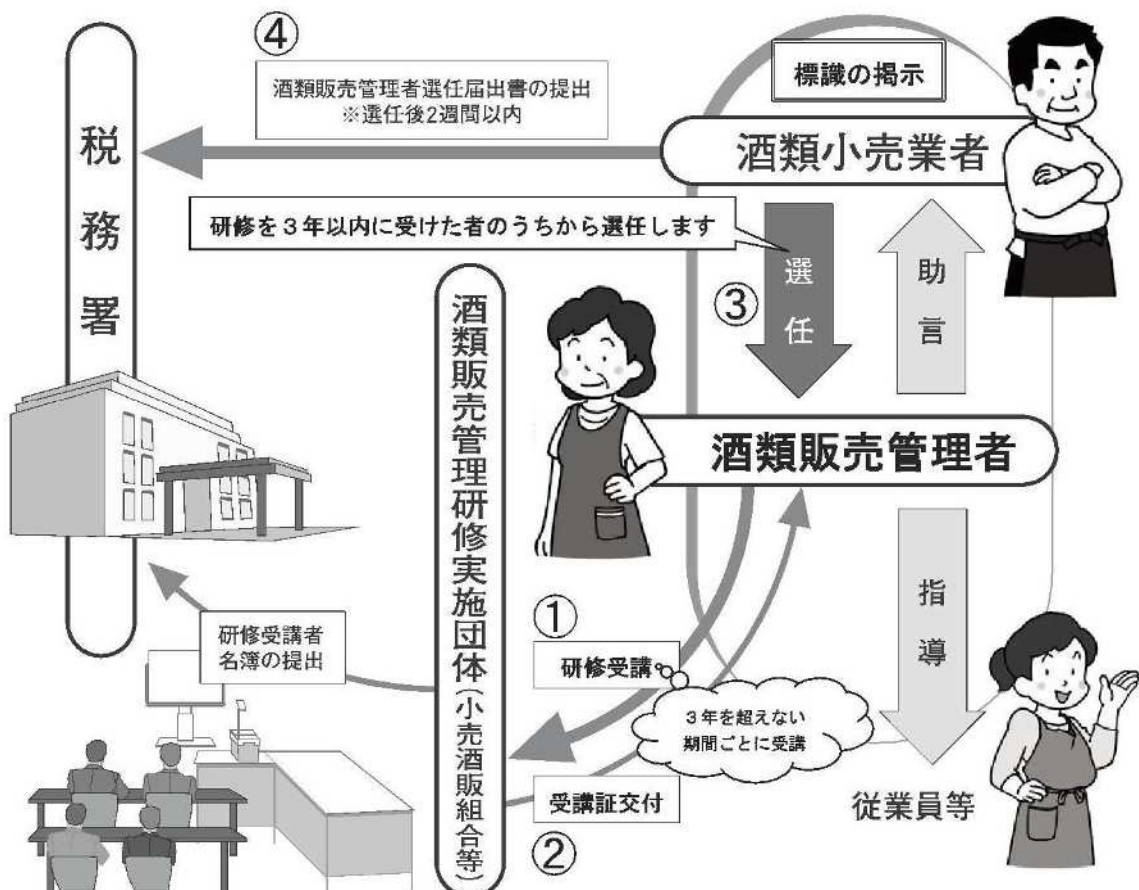 ④
酒類販売管理者選任届出書の提出
※選任後2週間以内
標識の掲示
酒類小売業者
税務署
研修を3年以内に受けた者のうちから選任します
③
選任
助言
酒類販売管理者
酒類販売管理研修実施団体(小売酒販組合等)
指導
①
研修受講
研修受講者
名簿の提出
3年を超えない
期間ごとに受講
受講証交付
②
従業員等